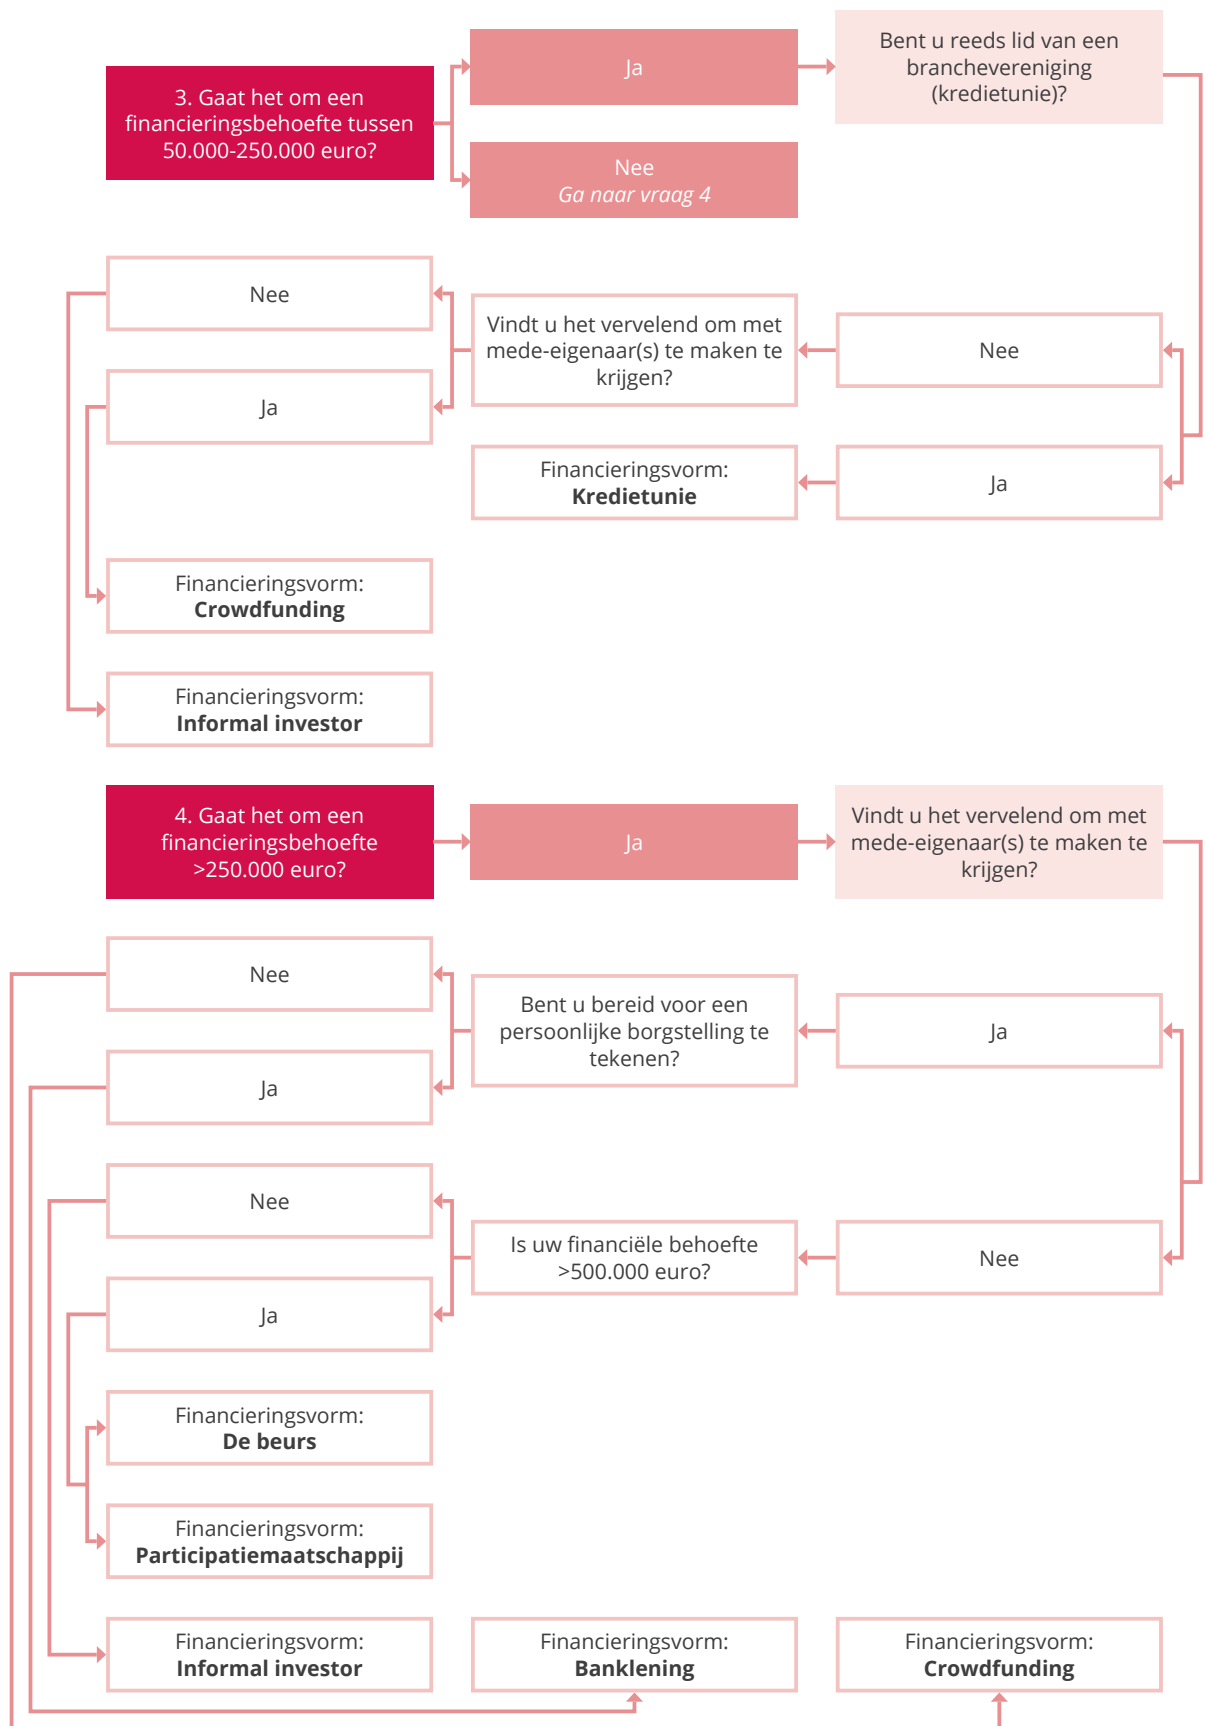 3. Gaat het om een
financieringsbehoefte tussen
50.000-250.000 euro?
Ja
Nee
Ga naar vraag 4
Bent u reeds lid van een
branchevereniging
(kredietunie)?
Nee
Ja
Vindt u het vervelend om met
mede-eigenaar(s) te maken te
krijgen?
Nee
Ja
Financieringsvorm:
Kredietunie
Financieringsvorm:
Crowdfunding
Financieringsvorm:
Informal investor
4. Gaat het om een
financieringsbehoefte
>250.000 euro?
Ja
Vindt u het vervelend om met
mede-eigenaar(s) te maken te
krijgen?
Nee
Bent u bereid voor een
persoonlijke borgstelling te
tekenen?
Ja
Ja
Nee
Is uw financiële behoefte
>500.000 euro?
Nee
Ja
Financieringsvorm:
De beurs
Financieringsvorm:
Participatiemaatschappij
Financieringsvorm:
Informal investor
Financieringsvorm:
Banklening
Financieringsvorm:
Crowdfunding